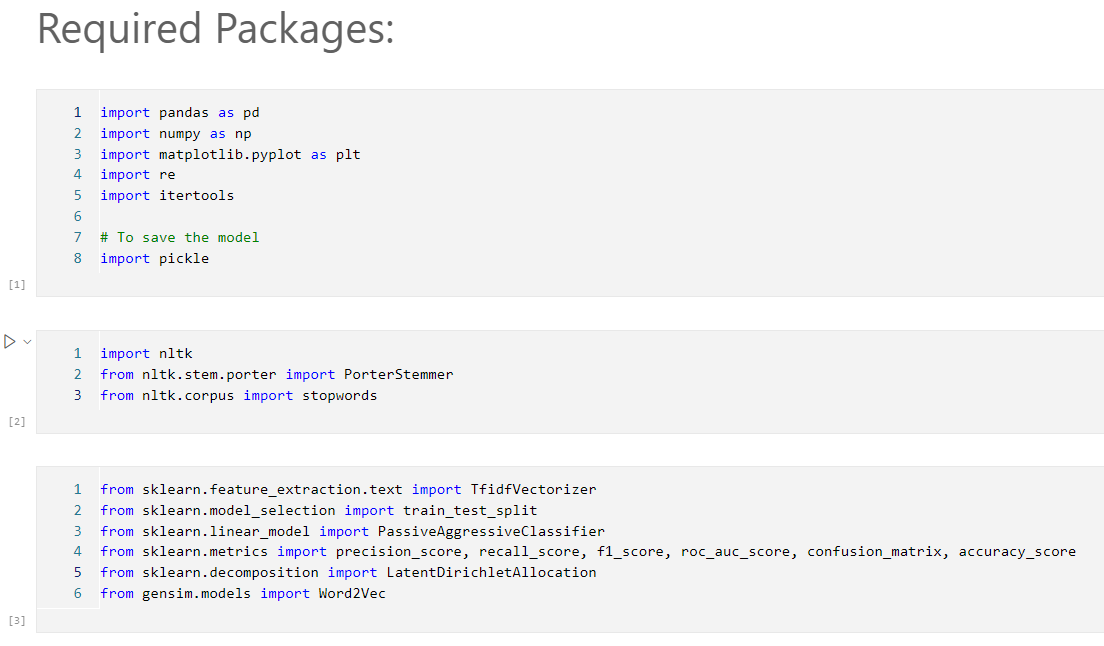 Required Packages:
1 import pandas as pd
2 import numpy as np
3 import matplotlib.pyplot as plt
4 import re
5 import itertools
6
7 # To save the model
8 import pickle
[1]
1 import nltk
2 from nltk.stem.porter import PorterStemmer
3 from nltk.corpus import stopwords
[2]
1 from sklearn.feature_extraction.text import TfidfVectorizer
2 from sklearn.model_selection import train_test_split
3 from sklearn.linear_model import PassiveAggressiveClassifier
4 from sklearn.metrics import precision_score, recall_score, f1_score, roc_auc_score, confusion_matrix, accuracy_score
5 from sklearn.decomposition import LatentDirichletAllocation
6 from gensim.models import Word2Vec
[3]